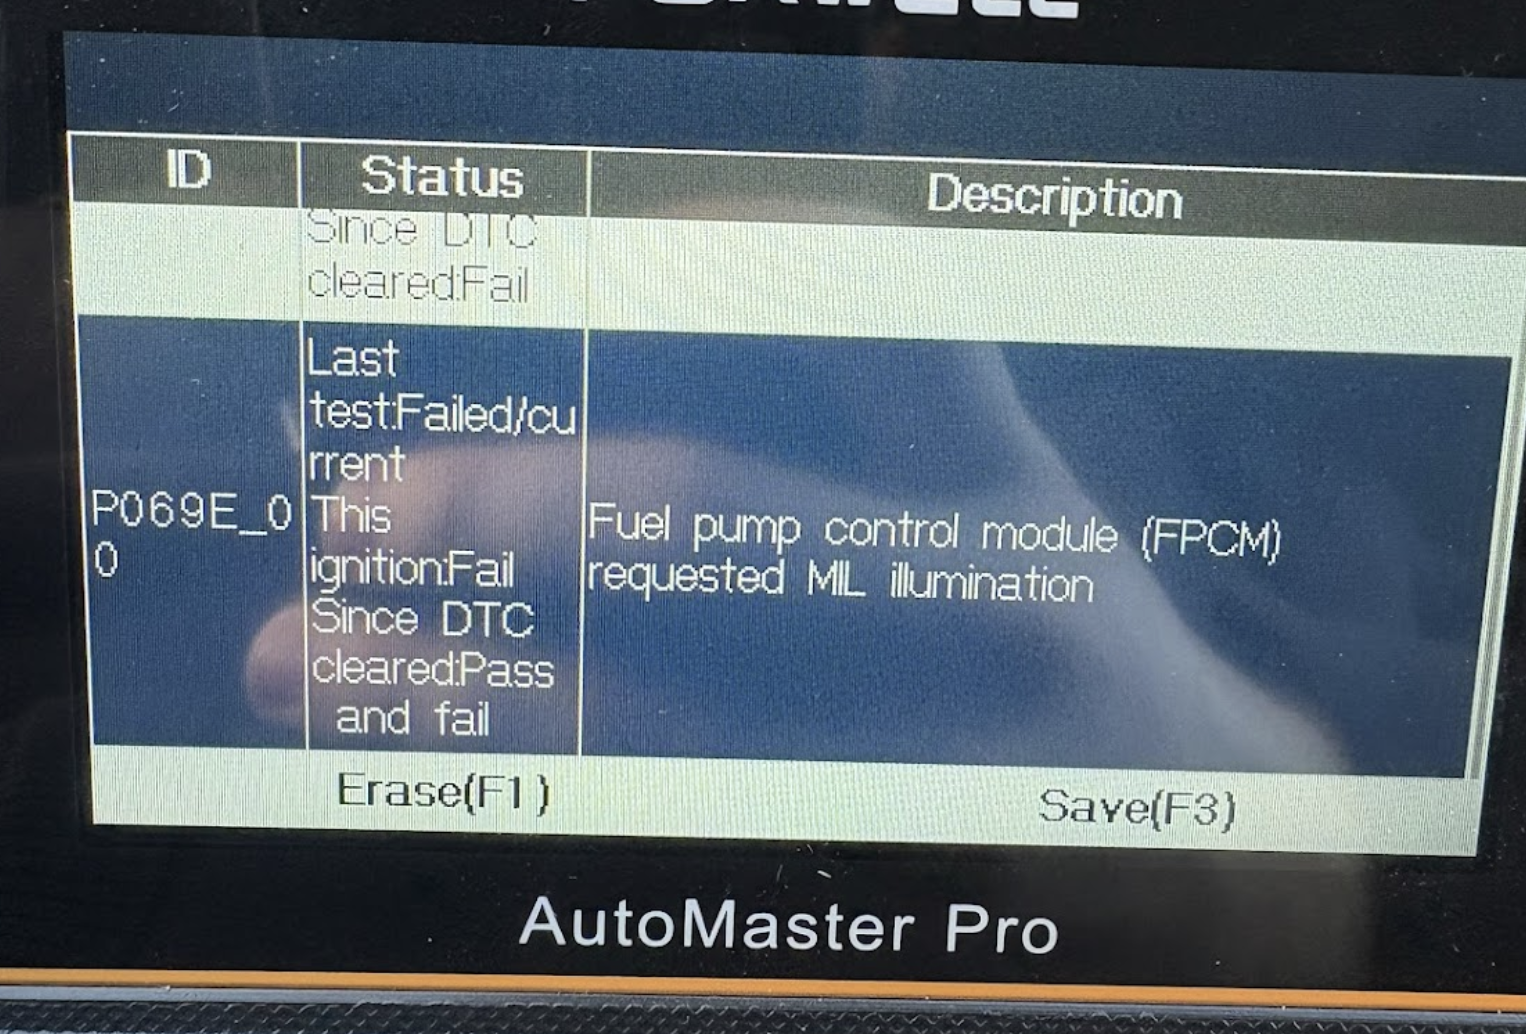 ID Status Description
Since DTC
cleared:Fail
Last
test:Failed/cu
rrent
P069E_0
0
This
ignition:Fail
Since DTC
cleared:Pass
and fail
Fuel pump control module (FPCM)
requested MIL illumination
Erase(F1) Save(F3)
AutoMaster Pro